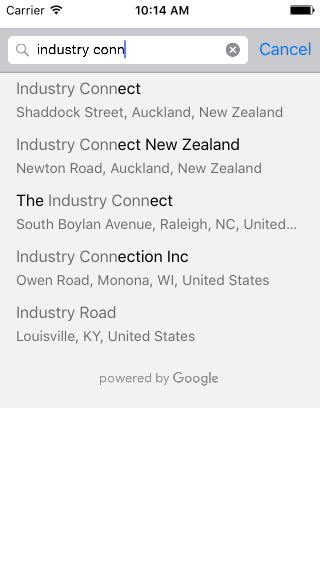 Carrier 10:14 AM
industry conn Cancel
Industry Connect
Shaddock Street, Auckland, New Zealand
Industry Connect New Zealand
Newton Road, Auckland, New Zealand
The Industry Connect
South Boylan Avenue, Raleigh, NC, United...
Industry Connection Inc
Owen Road, Monona, WI, United States
Industry Road
Louisville, KY, United States
powered by Google